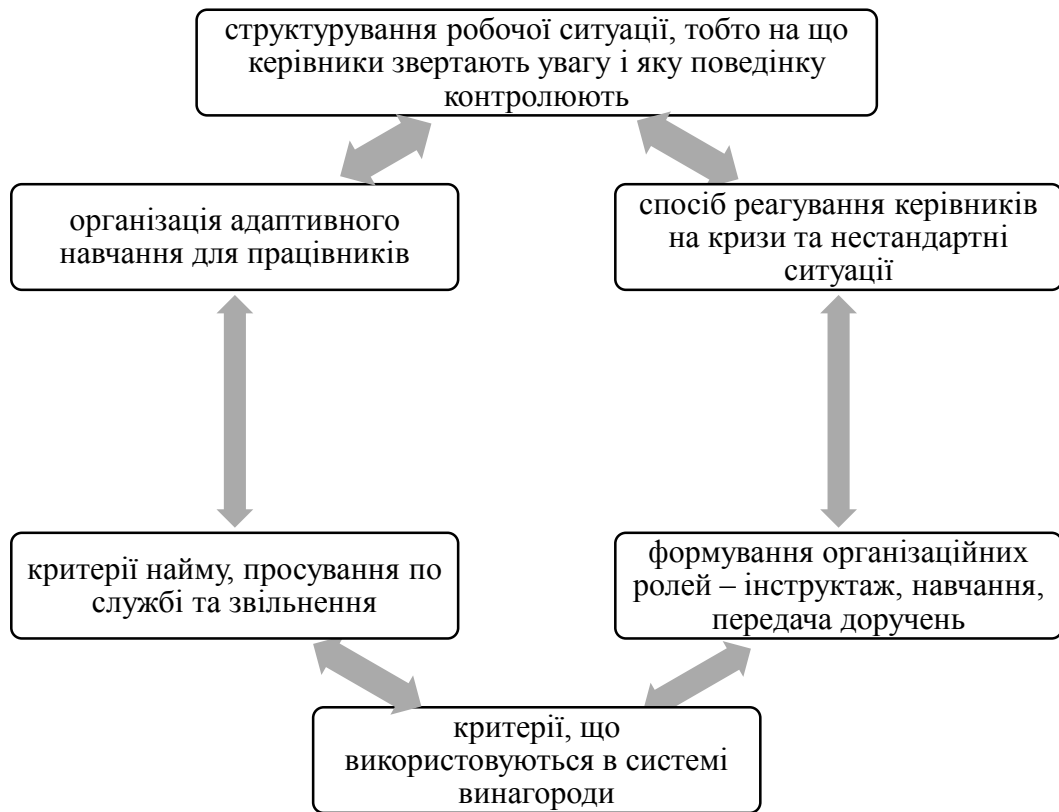 структурування робочої ситуації, тобто на що
керівники звертають увагу і яку поведінку
контролюють
організація адаптивного
навчання для працівників
спосіб реагування керівників
на кризи та нестандартні
ситуації
критерії найму, просування по
службі та звільнення
формування організаційних
ролей – інструктаж, навчання,
передача доручень
критерії, що
використовуються в системі
винагороди